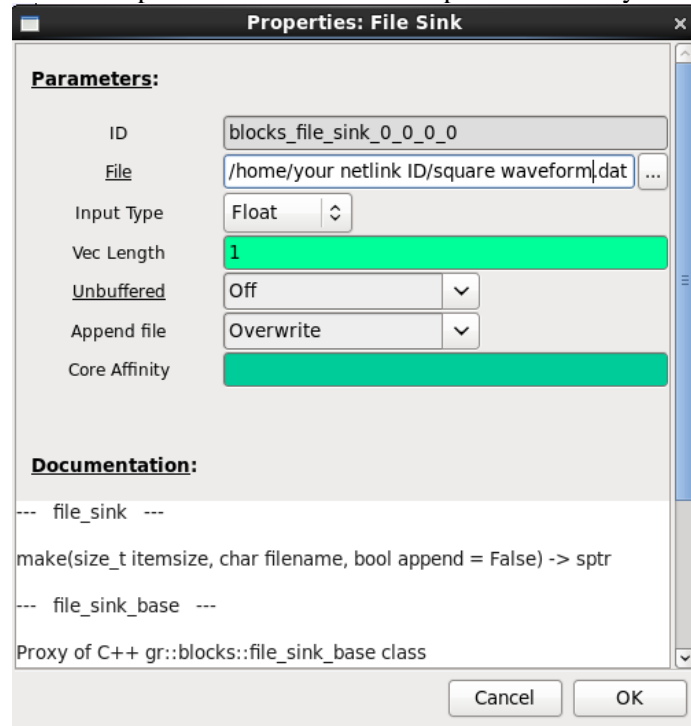 Properties: File Sink
Parameters:
ID
blocks_file_sink_0_0_0_0
File
/home/your netlink ID/square waveform.dat
...
Input Type
Float
Vec Length
1
Unbuffered
Off
Append file
Overwrite
Core Affinity
Documentation:
--- file_sink ---
make(size_t itemsize, char filename, bool append = False) -> sptr
--- file_sink_base ---
Proxy of C++ gr::blocks::file_sink_base class
Cancel
OK